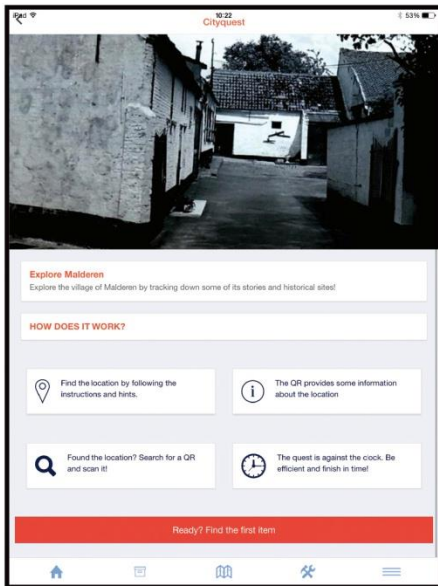 iPad 10:22 53%
Cityquest
Explore Malderen
Explore the village of Malderen by tracking down some of its stories and historical sites!
HOW DOES IT WORK?
Find the location by following the
instructions and hints.
The QR provides some information
about the location
Found the location? Search for a QR
and scan it!
The quest is against the clock. Be
efficient and finish in time!
Ready? Find the first item